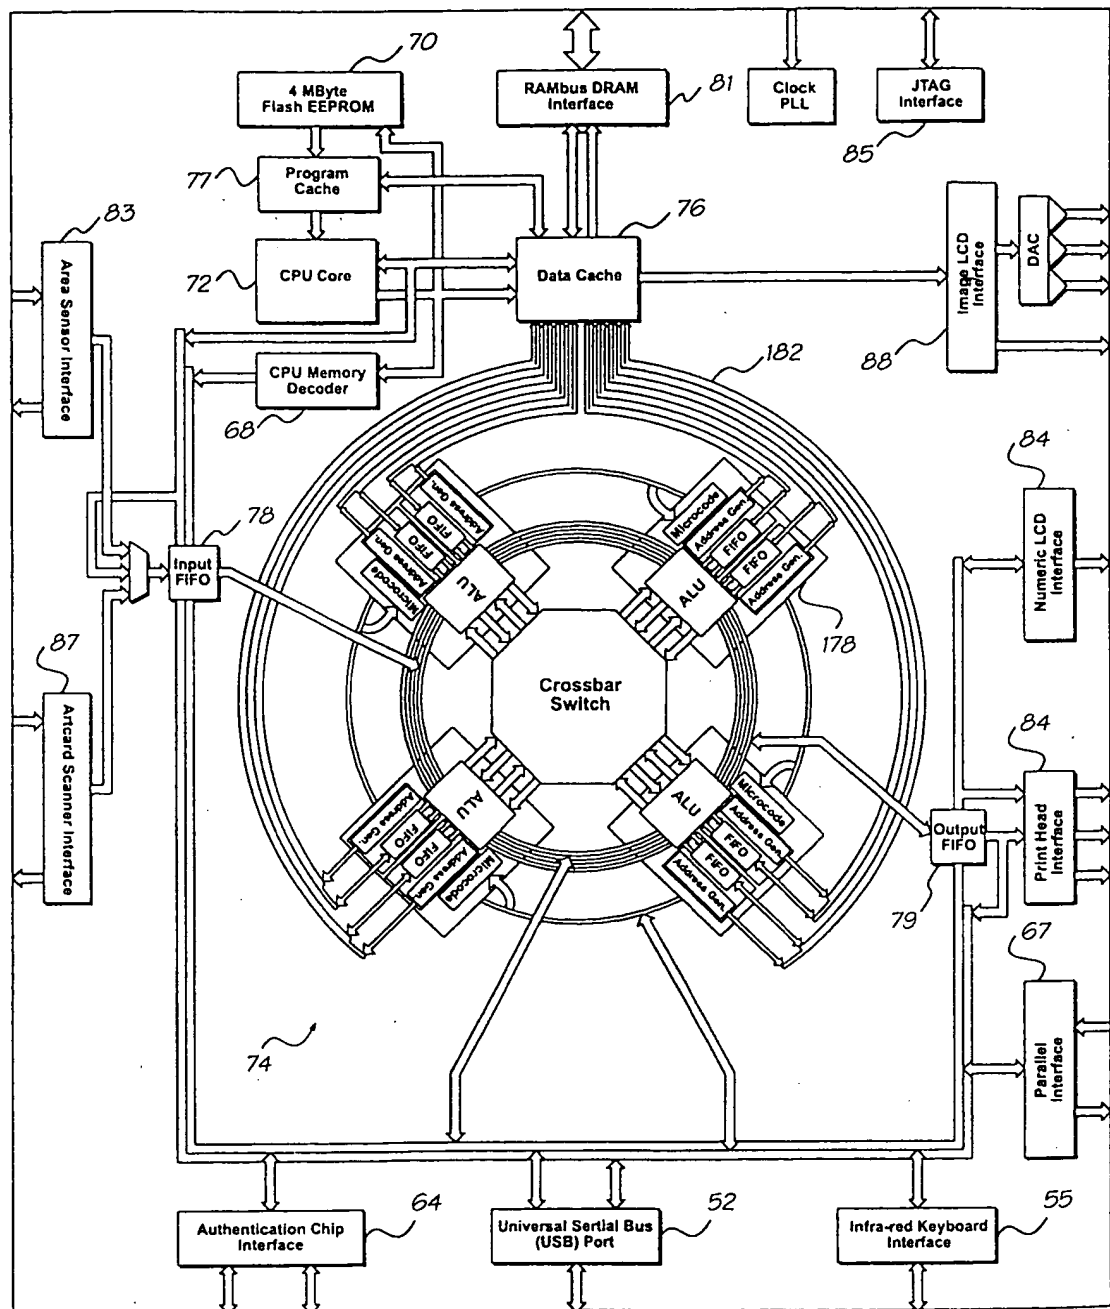 70
4 MByte
Flash EEPROM
RAMbus DRAM
Interface
81
Clock
PLL
JTAG
Interface
85
77
Program
Cache
83
76
72
CPU Core
Data Cache
Area Sensor Interface
Image LCD
Interface
DAC
88
182
CPU Memory
Decoder
68
84
Numeric LCD
Interface
78
Input
FIFO
Address Gen.
FIFO
FIFO
Address Gen.
Microcode
ALU
Microcode
Address Gen.
FIFO
FIFO
Address Gen.
ALU
178
87
Artcard Scanner Interface
Crossbar
Switch
84
Print Head
Interface
Address Gen.
FIFO
FIFO
Address Gen.
Microcode
ALU
ALU
Microcode
Address Gen.
FIFO
FIFO
Address Gen.
Output
FIFO
79
67
Parallel
Interface
74
Authentication Chip
Interface
64
Universal Sertial Bus
(USB) Port
52
Infra-red Keyboard
Interface
55